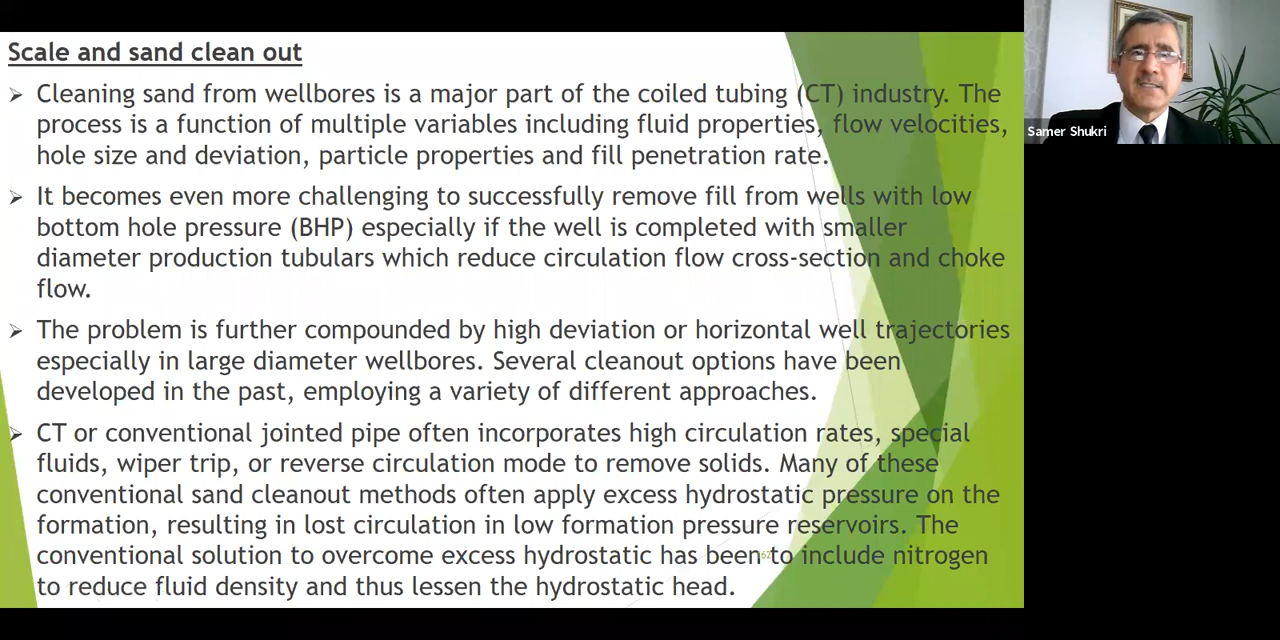 Scale and sand clean out
➢ Cleaning sand from wellbores is a major part of the coiled tubing (CT) industry. The
process is a function of multiple variables including fluid properties, flow velocities,
hole size and deviation, particle properties and fill penetration rate.
➢ It becomes even more challenging to successfully remove fill from wells with low
bottom hole pressure (BHP) especially if the well is completed with smaller
diameter production tubulars which reduce circulation flow cross-section and choke
flow.
➢ The problem is further compounded by high deviation or horizontal well trajectories
especially in large diameter wellbores. Several cleanout options have been
developed in the past, employing a variety of different approaches.
➢ CT or conventional jointed pipe often incorporates high circulation rates, special
fluids, wiper trip, or reverse circulation mode to remove solids. Many of these
conventional sand cleanout methods often apply excess hydrostatic pressure on the
formation, resulting in lost circulation in low formation pressure reservoirs. The
conventional solution to overcome excess hydrostatic has been to include nitrogen
to reduce fluid density and thus lessen the hydrostatic head.
Samer Shukri